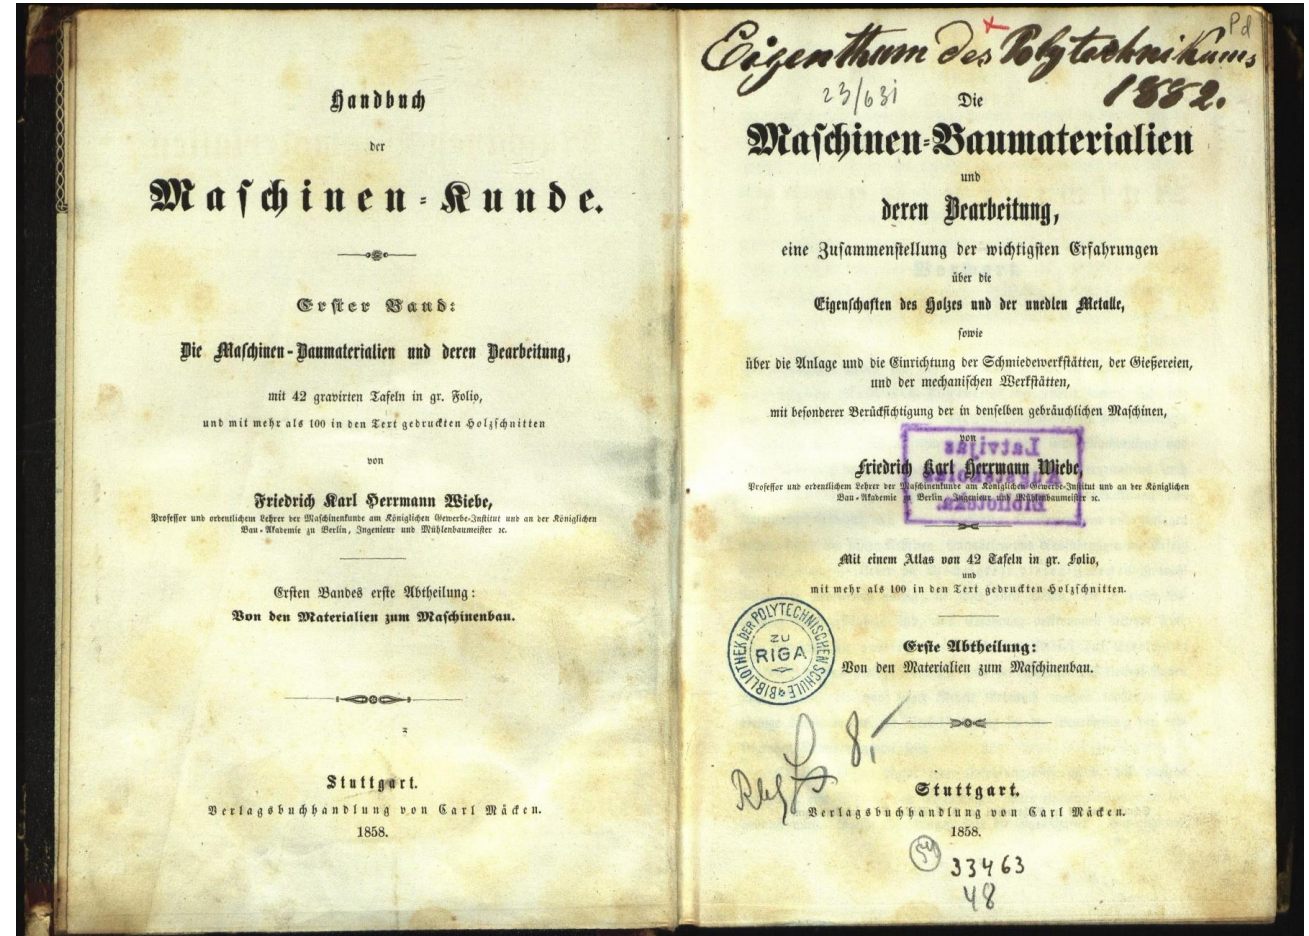 Handbuch
der
Maſchinen-Kunde.
Erſter Band:
Die Maſchinen-Baumaterialien und deren Bearbeitung,
mit 42 gravirten Tafeln in gr. Folio,
und mit mehr als 100 in den Text gedruckten Holzſchnitten
von
Friedrich Karl Herrmann Wiebe,
Profeſſor und ordentlichem Lehrer der Maſchinenkunde am Königlichen Gewerbe-Inſtitut und an der Königlichen
Bau-Akademie zu Berlin, Ingenieur und Mühlenbaumeiſter ꝛc.
Erſten Bandes erſte Abtheilung:
Von den Materialien zum Maſchinenbau.
Stuttgart.
Verlagsbuchhandlung von Carl Mäcken.
1858.
Pd
Eigenthum des Polytechnikums
1882.
23/631
Die
Maſchinen-Baumaterialien
und
deren Bearbeitung,
eine Zuſammenſtellung der wichtigſten Erfahrungen
über die
Eigenſchaften des Holzes und der unedlen Metalle,
ſowie
über die Anlage und die Einrichtung der Schmiedewerkſtätten, der Gießereien,
und der mechaniſchen Werkſtätten,
mit beſonderer Berückſichtigung der in denſelben gebräuchlichen Maſchinen,
von
Friedrich Karl Herrmann Wiebe,
Profeſſor und ordentlichem Lehrer der Maſchinenkunde am Königlichen Gewerbe-Inſtitut und an der Königlichen
Bau-Akademie zu Berlin, Ingenieur und Mühlenbaumeiſter ꝛc.
Latvijas
Biblioteka.
Mit einem Atlas von 42 Tafeln in gr. Folio,
und
mit mehr als 100 in den Text gedruckten Holzſchnitten.
BIBLIOTHEK DER POLYTECHNISCHEN SCHULE
ZU
RIGA
Erſte Abtheilung:
Von den Materialien zum Maſchinenbau.
Stuttgart.
Verlagsbuchhandlung von Carl Mäcken.
1858.
33463
48